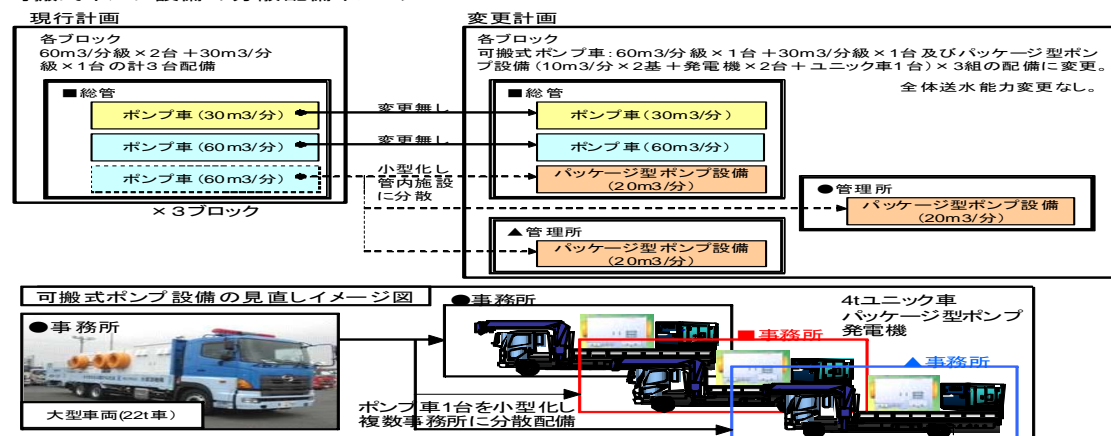 現行計画
各ブロック
60m3/分級×2台+30m3/分
級×1台の計3台配備
■総管
ポンプ車(30m3/分)
ポンプ車(60m3/分)
ポンプ車(60m3/分)
×3ブロック
変更無し
変更無し
小型化し
管内施設
に分散
変更計画
各ブロック
可搬式ポンプ車:60m3/分級×1台+30m3/分級×1台及びパッケージ型ポン
プ設備(10m3/分×2基+発電機×2台+ユニック車1台)×3組の配備に変更。
全体送水能力変更なし。
■総管
ポンプ車(30m3/分)
ポンプ車(60m3/分)
パッケージ型ポンプ設備
(20m3/分)
●管理所
パッケージ型ポンプ設備
(20m3/分)
▲管理所
パッケージ型ポンプ設備
(20m3/分)
可搬式ポンプ設備の見直しイメージ図
●事務所
大型車両(22t車)
ポンプ車1台を小型化し
複数事務所に分散配備
●事務所
■事務所
▲事務所
4tユニック車
パッケージ型ポンプ
発電機